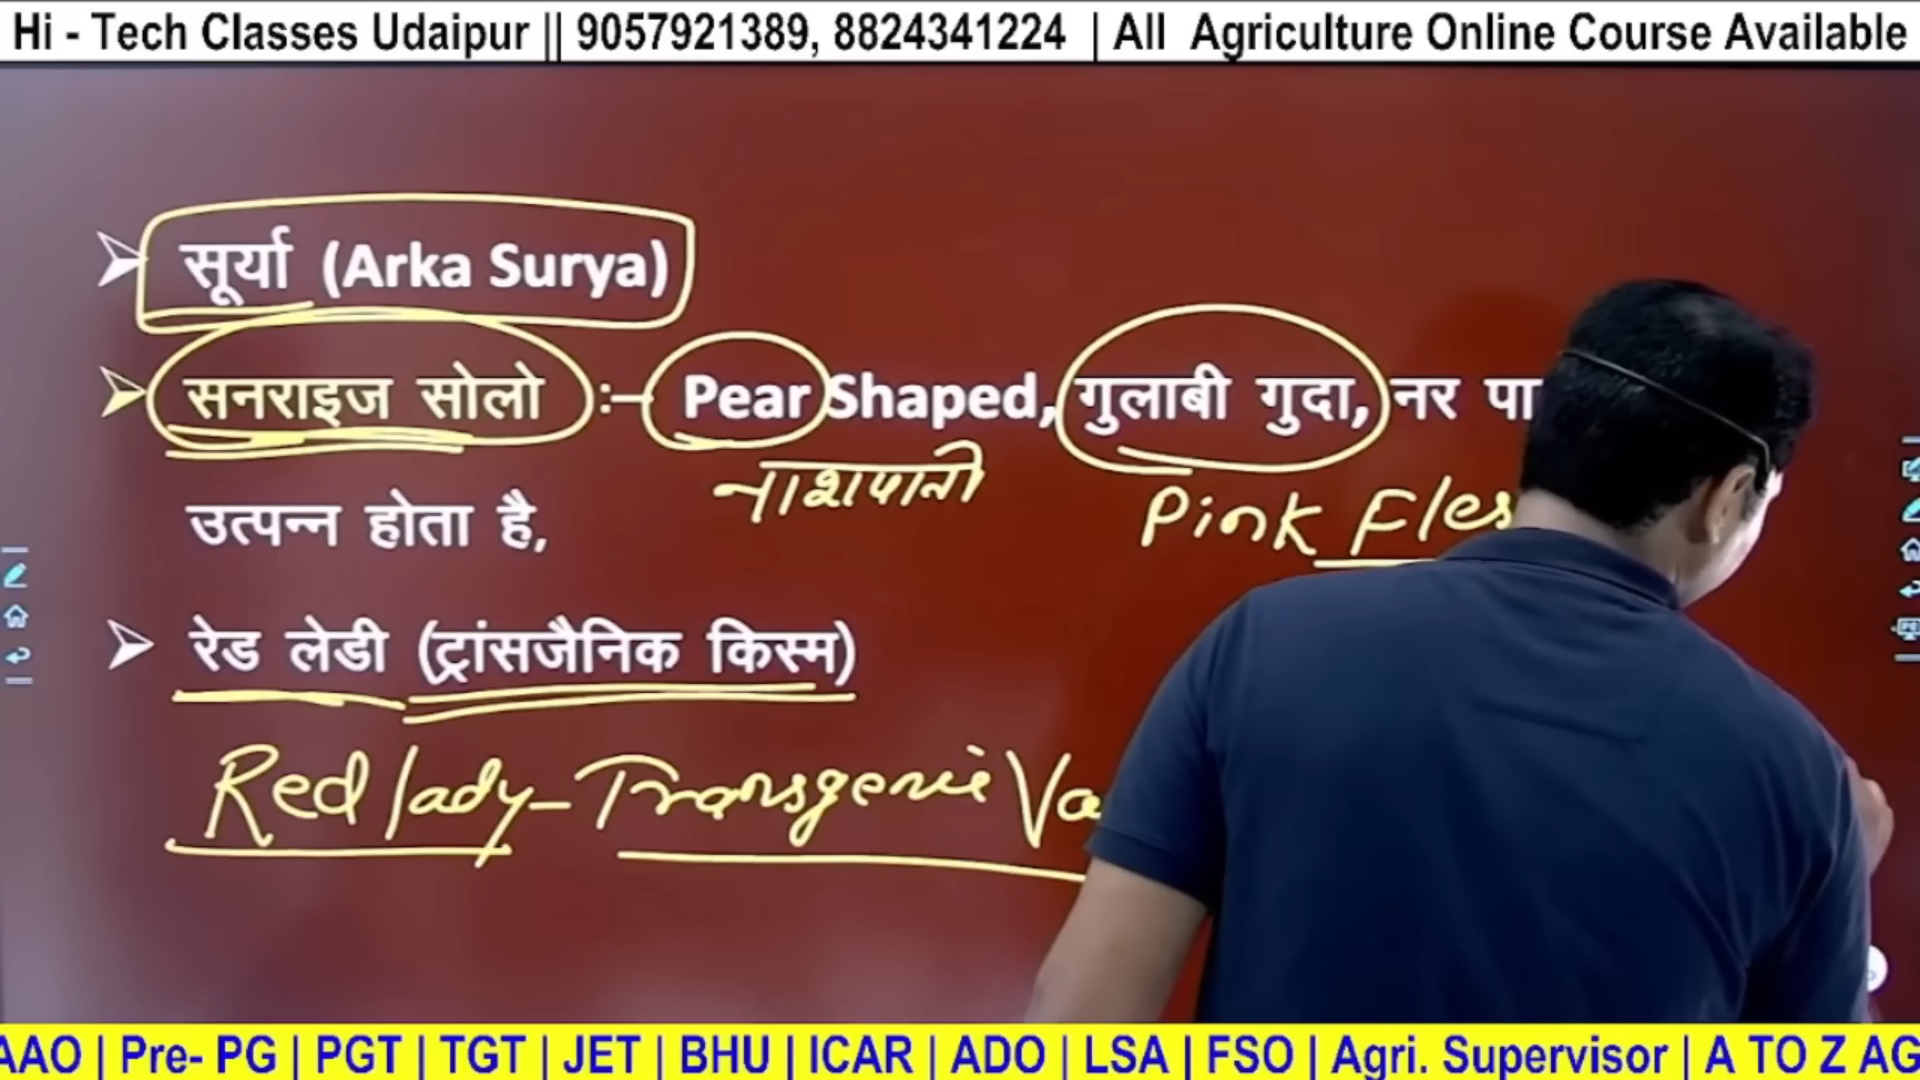 Hi - Tech Classes Udaipur || 9057921389, 8824341224 | All Agriculture Online Course Available
सूर्या (Arka Surya)
सनराइज सोलो :– Pear Shaped, गुलाबी गुदा, नर
नाशपाती Pink
उत्पन्न होता है,
रेड लेडी (ट्रांसजैनिक किस्म)
Red lady - Transgenic
AAO | Pre- PG | PGT | TGT | JET | BHU | ICAR | ADO | LSA | FSO | Agri. Supervisor | A TO Z AG